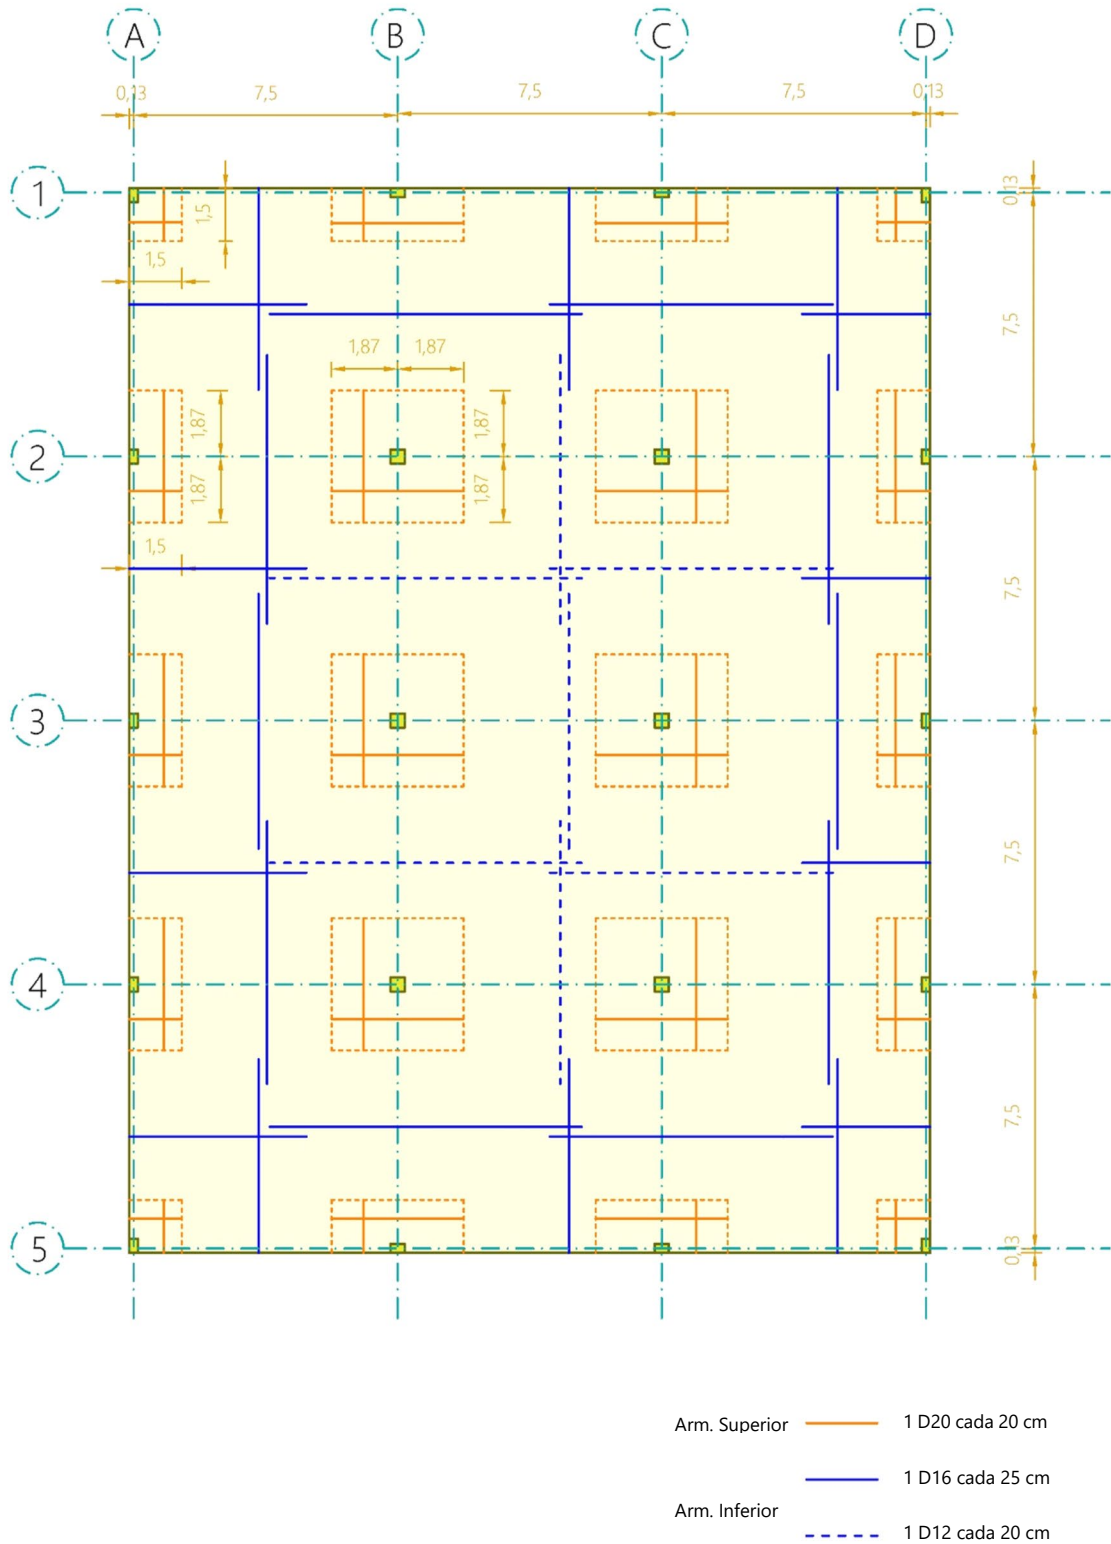 A B C D
0,13 7,5 7,5 7,5 0,13
1
0,13
1,5
1,5
7,5
1,87 1,87
1,87 1,87
2
1,87 1,87
1,5
7,5
3
7,5
4
7,5
5
0,13
Arm. Superior 1 D20 cada 20 cm
1 D16 cada 25 cm
Arm. Inferior
1 D12 cada 20 cm